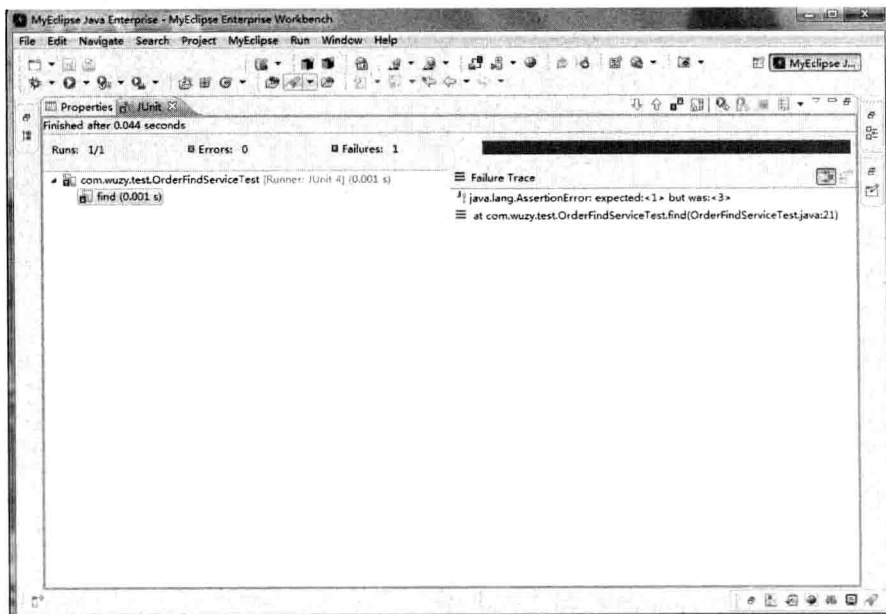 MyEclipse Java Enterprise - MyEclipse Enterprise Workbench
File Edit Navigate Search Project MyEclipse Run Window Help
MyEclipse J...
Properties JUnit
Finished after 0.044 seconds
Runs: 1/1 Errors: 0 Failures: 1
com.wuzy.test.OrderFindServiceTest [Runner: JUnit 4] (0.001 s)
find (0.001 s)
Failure Trace
java.lang.AssertionError: expected:<1> but was:<3>
at com.wuzy.test.OrderFindServiceTest.find(OrderFindServiceTest.java:21)